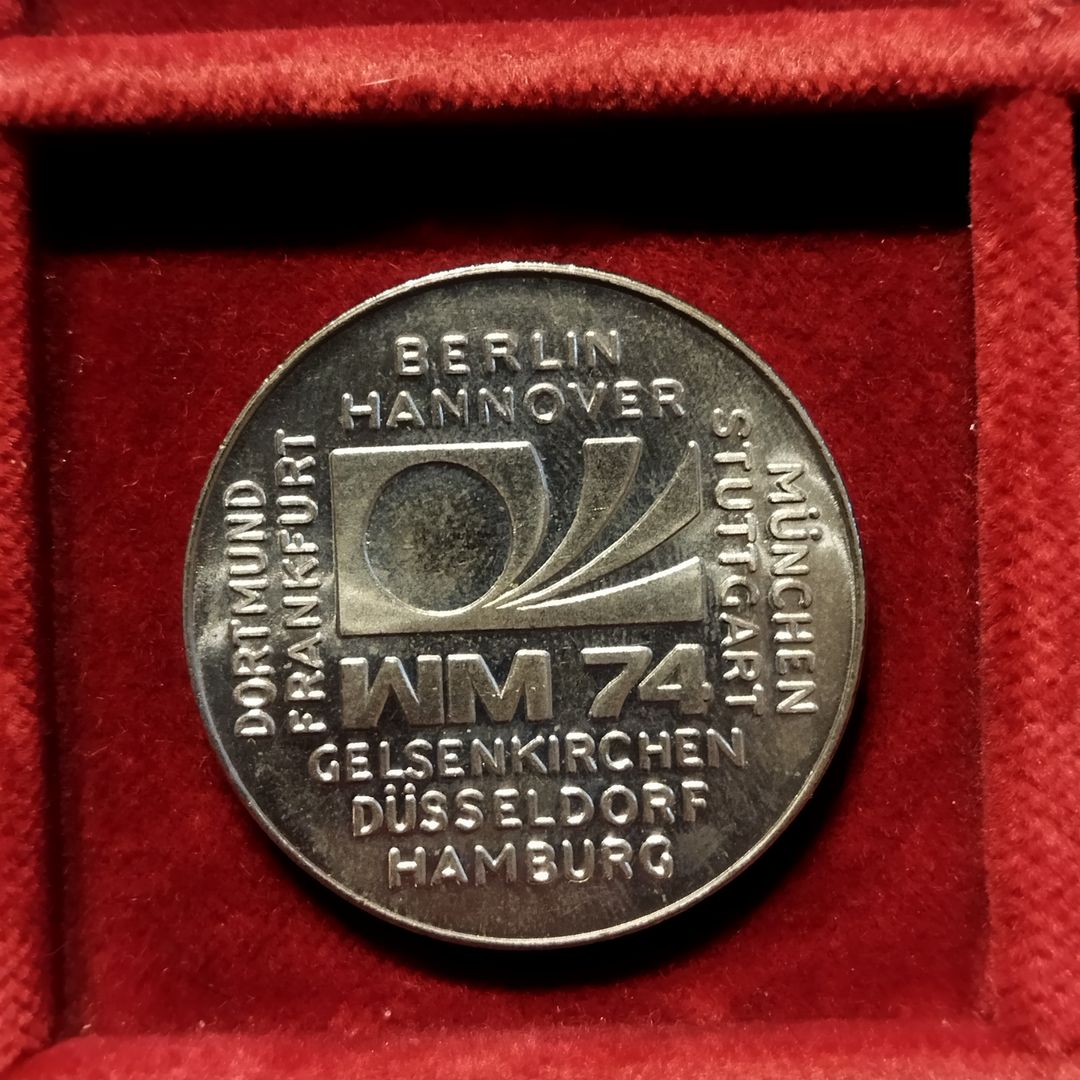 BERLIN
HANNOVER
DORTMUND
FRANKFURT
STUTTGART
MÜNCHEN
WM 74
GELSENKIRCHEN
DÜSSELDORF
HAMBURG